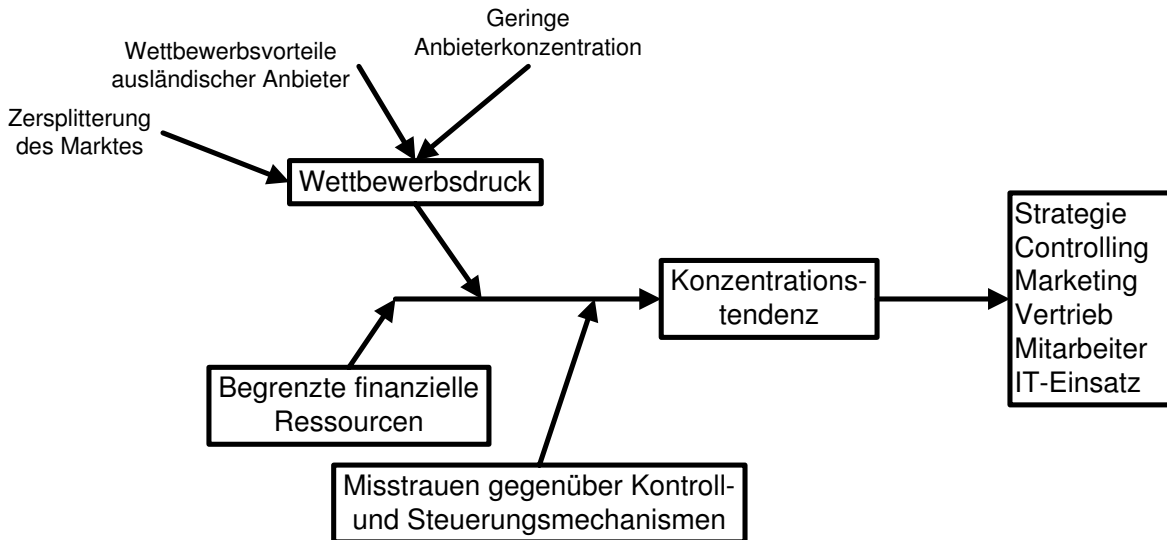 Geringe
Anbieterkonzentration
Wettbewerbsvorteile
ausländischer Anbieter
Zersplitterung
des Marktes
Wettbewerbsdruck
Strategie
Controlling
Marketing
Vertrieb
Mitarbeiter
IT-Einsatz
Konzentrations-
tendenz
Begrenzte finanzielle
Ressourcen
Misstrauen gegenüber Kontroll-
und Steuerungsmechanismen